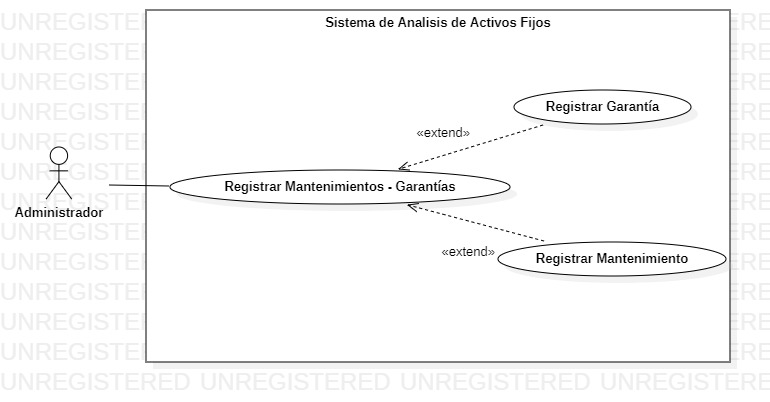 Sistema de Analisis de Activos Fijos
Registrar Garantía
«extend»
Registrar Mantenimientos - Garantías
Administrador
«extend»
Registrar Mantenimiento
UNREGISTERED UNREGISTERED UNREGISTERED UNREGISTERED